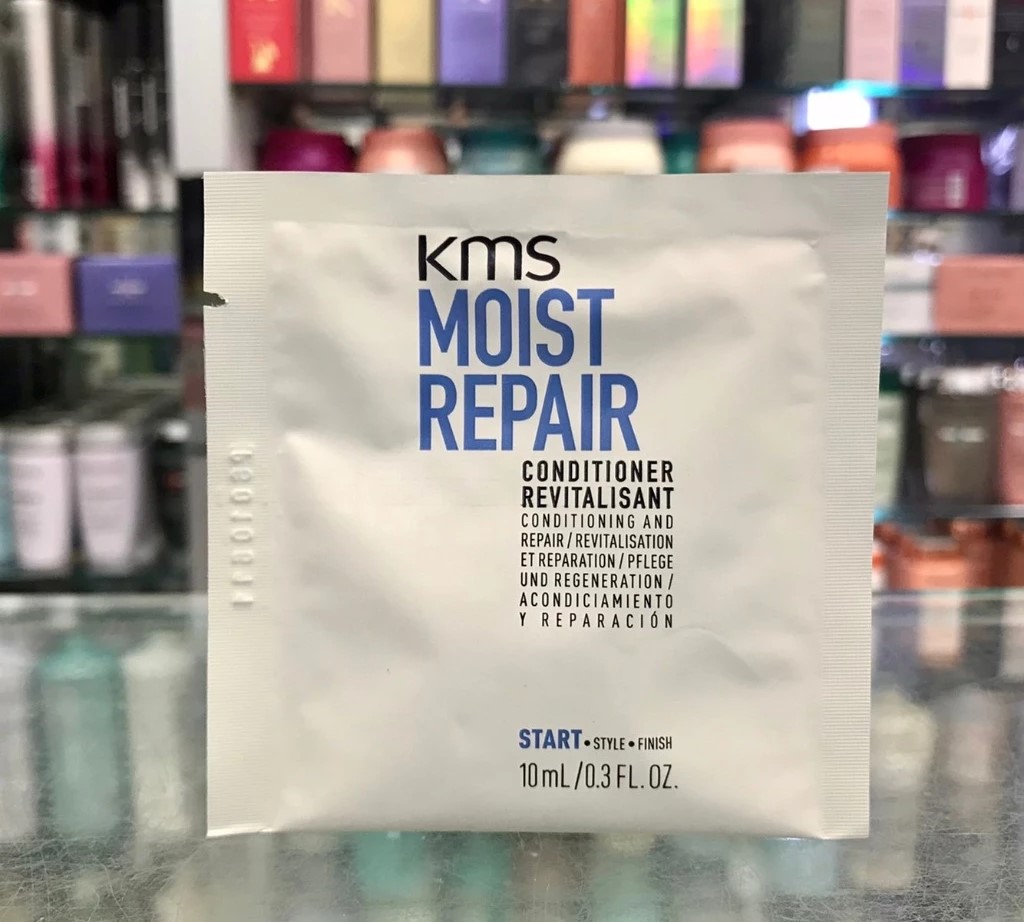 kms
MOIST
REPAIR
CONDITIONER
REVITALISANT
CONDITIONING AND
REPAIR / REVITALISATION
ET REPARATION / PFLEGE
UND REGENERATION /
ACONDICIAMIENTO
Y REPARACIÓN
START • STYLE • FINISH
10 mL / 0.3 FL. OZ.